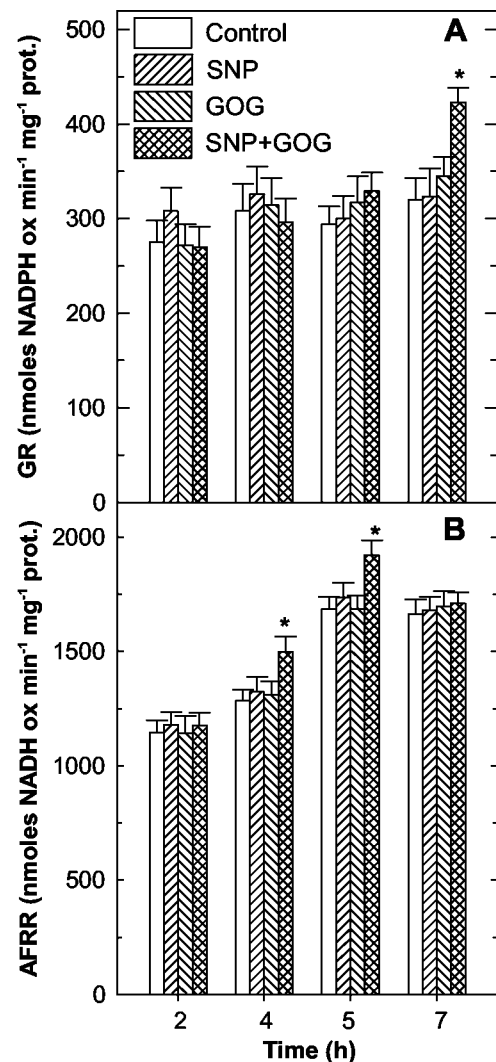 A
Control
SNP
GOG
SNP+GOG
*
500
400
300
200
100
0
GR (nmoles NADPH ox min⁻¹ mg⁻¹ prot.)
B
*
*
2000
1500
1000
500
0
AFRR (nmoles NADH ox min⁻¹ mg⁻¹ prot.)
2 4 5 7
Time (h)